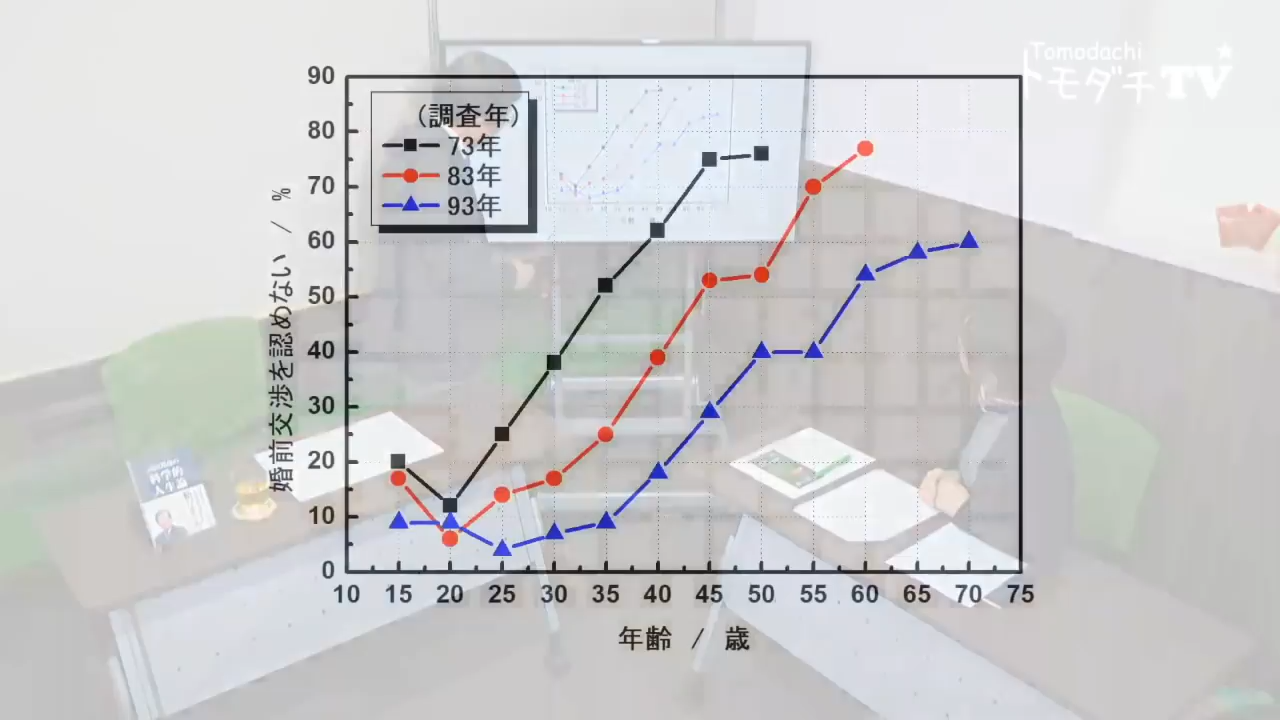 Tomodachi
トモダチTV
90
80
70
60
50
40
30
20
10
0
(調査年)
73年
83年
93年
婚前交渉を認めない / %
10 15 20 25 30 35 40 45 50 55 60 65 70 75
年齢 / 歳